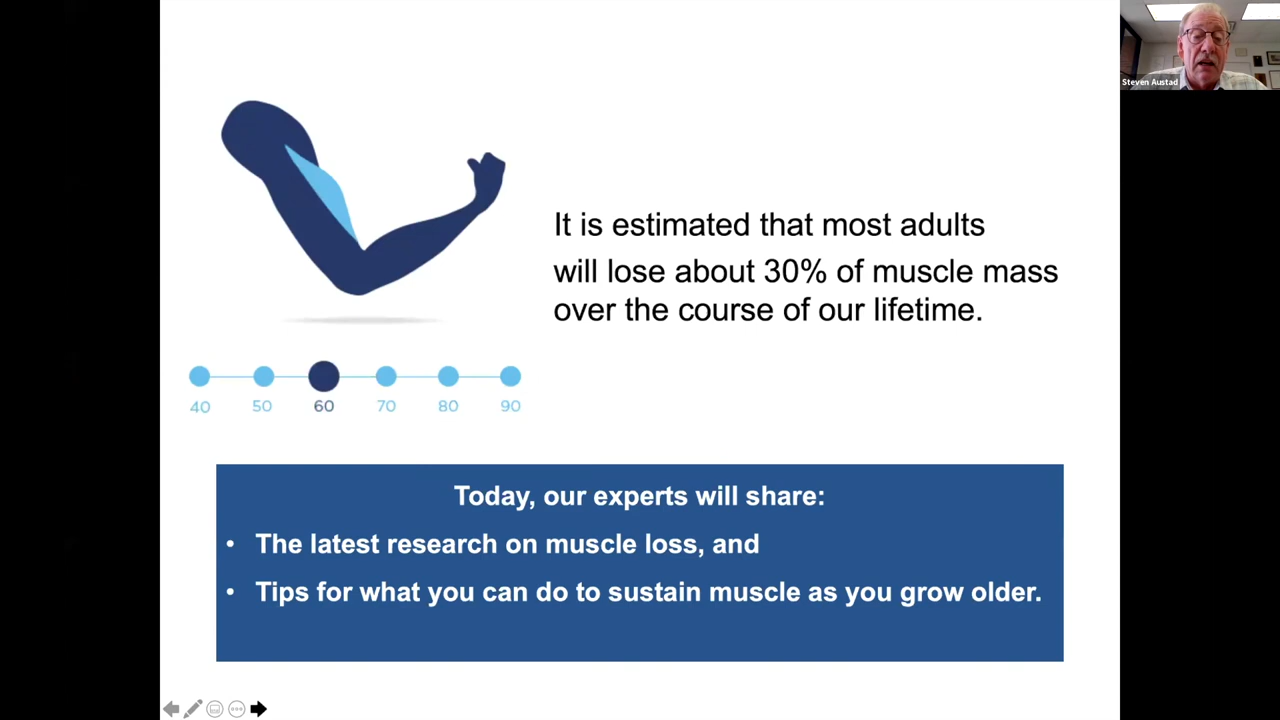 Steven Austad
It is estimated that most adults
will lose about 30% of muscle mass
over the course of our lifetime.
40 50 60 70 80 90
Today, our experts will share:
• The latest research on muscle loss, and
• Tips for what you can do to sustain muscle as you grow older.